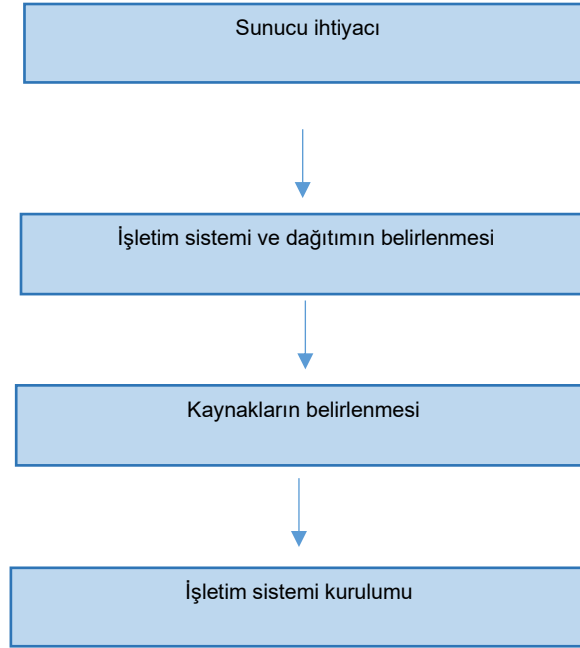 Sunucu ihtiyacı
İşletim sistemi ve dağıtımın belirlenmesi
Kaynakların belirlenmesi
İşletim sistemi kurulumu